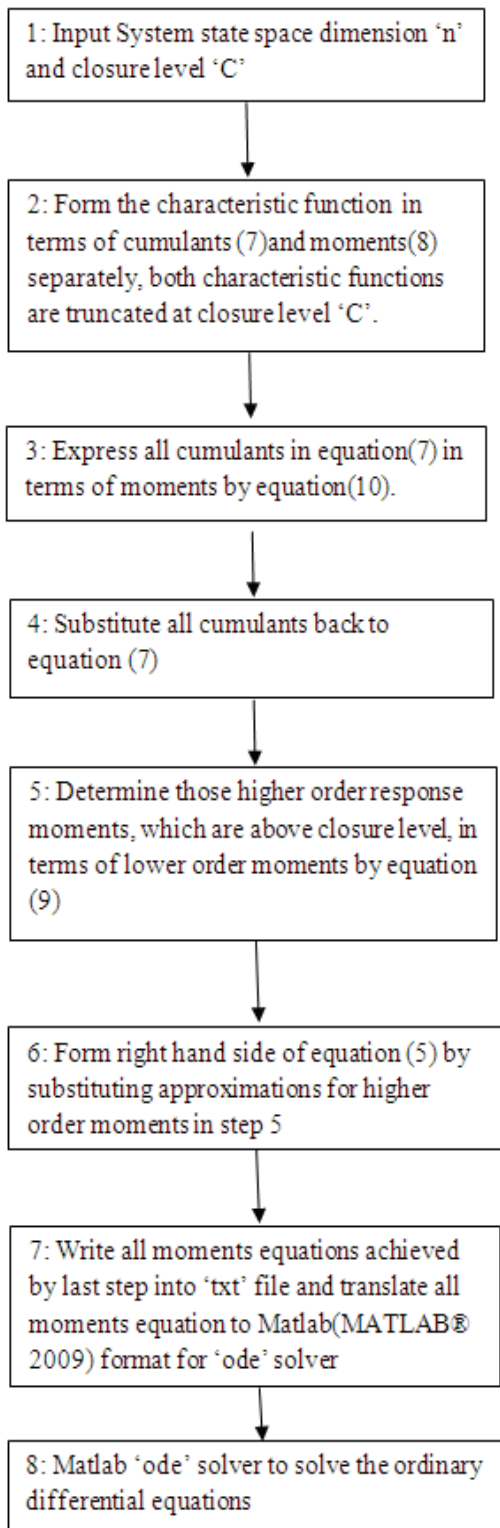 1: Input System state space dimension ‘n’
and closure level ‘C’
2: Form the characteristic function in
terms of cumulants (7)and moments(8)
separately, both characteristic functions
are truncated at closure level ‘C’.
3: Express all cumulants in equation(7) in
terms of moments by equation(10).
4: Substitute all cumulants back to
equation (7)
5: Determine those higher order response
moments, which are above closure level, in
terms of lower order moments by equation
(9)
6: Form right hand side of equation (5) by
substituting approximations for higher
order moments in step 5
7: Write all moments equations achieved
by last step into ‘txt’ file and translate all
moments equation to Matlab(MATLAB®
2009) format for ‘ode’ solver
8: Matlab ‘ode’ solver to solve the ordinary
differential equations